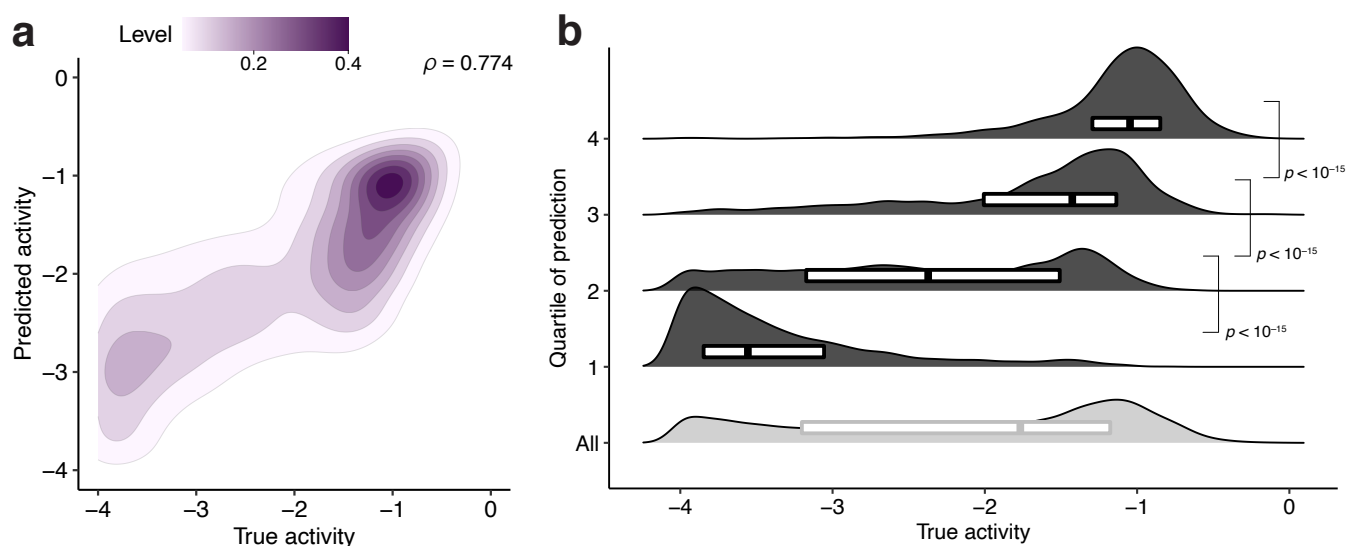 a
Level
0.2
0.4
ρ = 0.774
0
−1
−2
−3
−4
Predicted activity
−4
−3
−2
−1
0
True activity
b
4
3
2
1
All
Quartile of prediction
p < 10⁻¹⁵
p < 10⁻¹⁵
p < 10⁻¹⁵
−4
−3
−2
−1
0
True activity